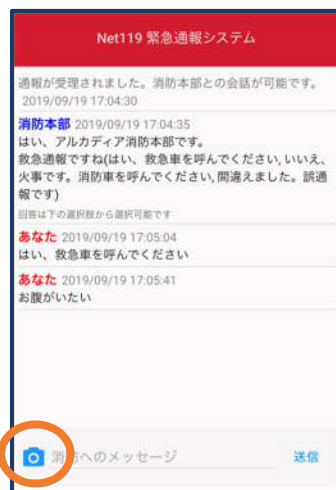 Net119 緊急通報システム
通報が受理されました。消防本部との会話が可能です。
2019/09/19 17:04:30
消防本部 2019/09/19 17:04:35
はい、アルカディア消防本部です。
救急通報ですね(はい、救急車を呼んでください,いいえ、
火事です。消防車を呼んでください,間違えました。誤通
報です)
回答は下の選択肢から選択可能です
あなた 2019/09/19 17:05:04
はい、救急車を呼んでください
あなた 2019/09/19 17:05:41
お腹がいたい
消防へのメッセージ 送信